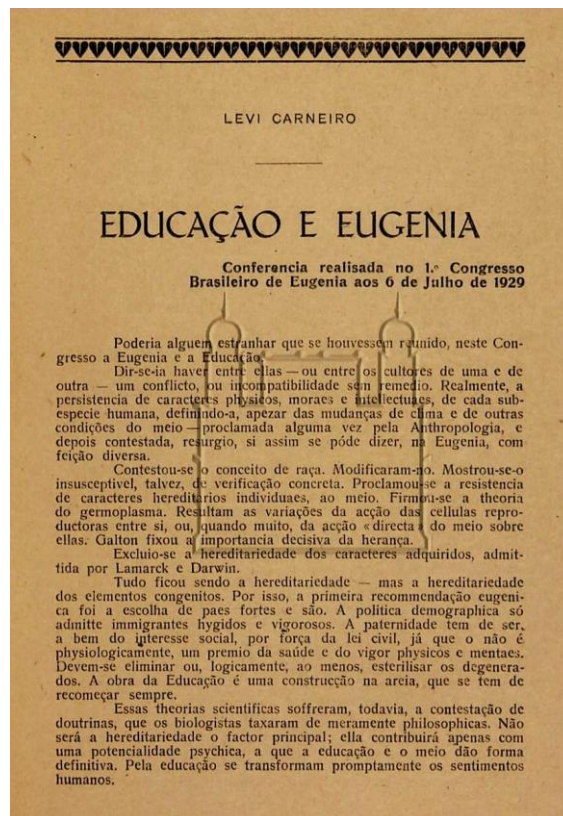 LEVI CARNEIRO
EDUCAÇÃO E EUGENIA
Conferencia realisada no 1.º Congresso
Brasileiro de Eugenia aos 6 de Julho de 1929
Poderia alguem estranhar que se houvessem reunido, neste Con-
gresso a Eugenia e a Educação.
Dir-se-ia haver entre ellas — ou entre os cultores de uma e de
outra — um conflicto, ou incompatibilidade sem remedio. Realmente, a
persistencia de caracteres physicos, moraes e intellectuaes, de cada sub-
especie humana, definindo-a, apezar das mudanças de clima e de outras
condições do meio — proclamada alguma vez pela Anthropologia, e
depois contestada, resurgio, si assim se póde dizer, na Eugenia, com
feição diversa.
Contestou-se o conceito de raça. Modificaram-no. Mostrou-se-o
insusceptivel, talvez, de verificação concreta. Proclamou-se a resistencia
de caracteres hereditarios individuaes, ao meio. Firmou-se a theoria
do germoplasma. Resultam as variações da acção das cellulas repro-
ductoras entre si, ou, quando muito, da acção «directa» do meio sobre
ellas. Galton fixou a importancia decisiva da herança.
Excluio-se a hereditariedade dos caracteres adquiridos, admit-
tida por Lamarck e Darwin.
Tudo ficou sendo a hereditariedade — mas a hereditariedade
dos elementos congenitos. Por isso, a primeira recommendação eugeni-
ca foi a escolha de paes fortes e são. A politica demographica só
admitte immigrantes hygidos e vigorosos. A paternidade tem de ser,
a bem do interesse social, por força da lei civil, já que o não é
physiologicamente, um premio da saúde e do vigor physicos e mentaes.
Devem-se eliminar ou, logicamente, ao menos, esterilisar os degenera-
dos. A obra da Educação é uma construcção na areia, que se tem de
recomeçar sempre.
Essas theorias scientificas soffreram, todavia, a contestação de
doutrinas, que os biologistas taxaram de meramente philosophicas. Não
será a hereditariedade o factor principal; ella contribuirá apenas com
uma potencialidade psychica, a que a educação e o meio dão forma
definitiva. Pela educação se transformam promptamente os sentimentos
humanos.